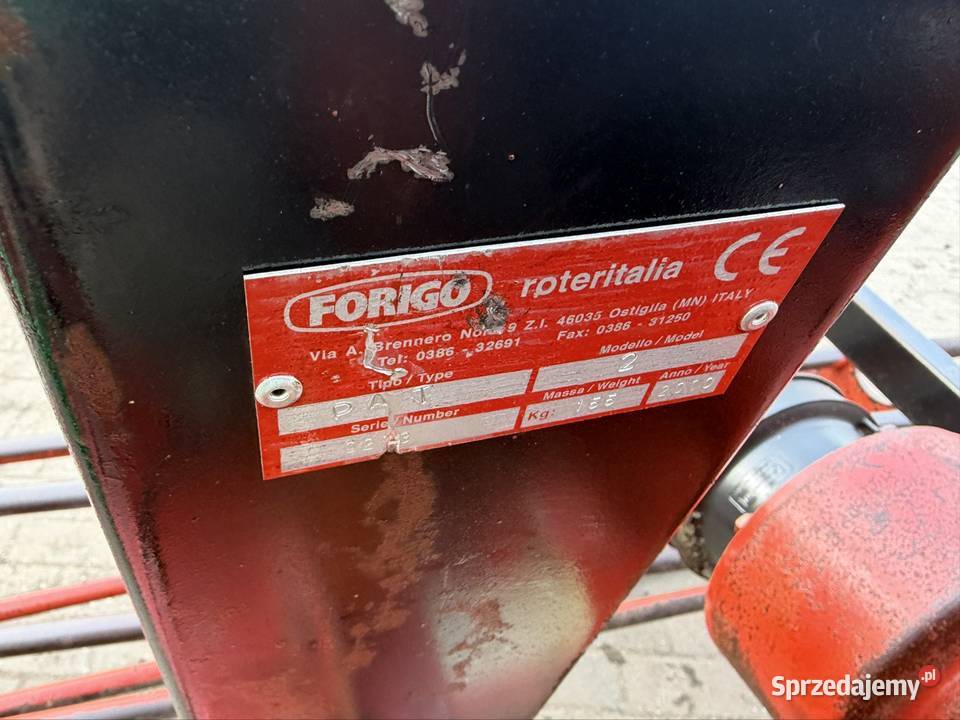 FORIGO roteritalia CE
Via A. Brennero Nord 9 Z.I. 46035 Ostiglia (MN) ITALY
Tel: 0386 - 32691 Fax: 0386 - 31250
Tipo / Type Modello / Model
2
Serie / Number Massa / Weight Anno / Year
Kg: 2010
Sprzedajemy.pl